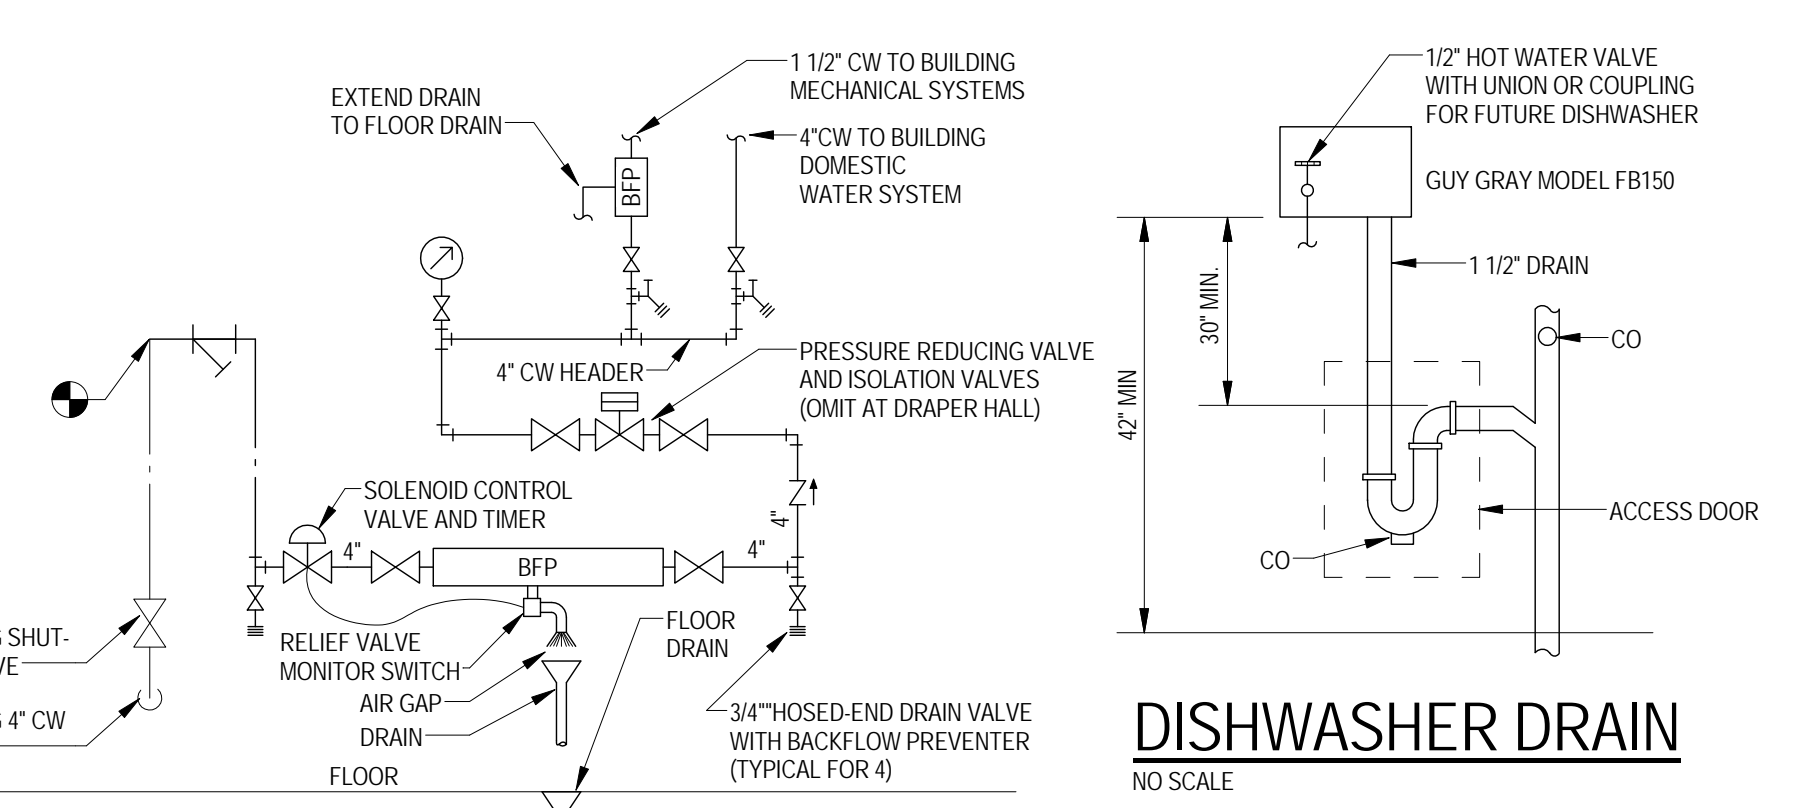 1 1/2" CW TO BUILDING
MECHANICAL SYSTEMS
EXTEND DRAIN
TO FLOOR DRAIN
4"CW TO BUILDING
DOMESTIC
WATER SYSTEM
BFP
4" CW HEADER
PRESSURE REDUCING VALVE
AND ISOLATION VALVES
(OMIT AT DRAPER HALL)
SOLENOID CONTROL
VALVE AND TIMER
4"
BFP
4"
4"
RELIEF VALVE
MONITOR SWITCH
AIR GAP
DRAIN
FLOOR
DRAIN
3/4""HOSED-END DRAIN VALVE
WITH BACKFLOW PREVENTER
(TYPICAL FOR 4)
FLOOR
SHUT-
4" CW
1/2" HOT WATER VALVE
WITH UNION OR COUPLING
FOR FUTURE DISHWASHER
GUY GRAY MODEL FB150
1 1/2" DRAIN
30" MIN.
42" MIN
CO
ACCESS DOOR
CO
DISHWASHER DRAIN
NO SCALE